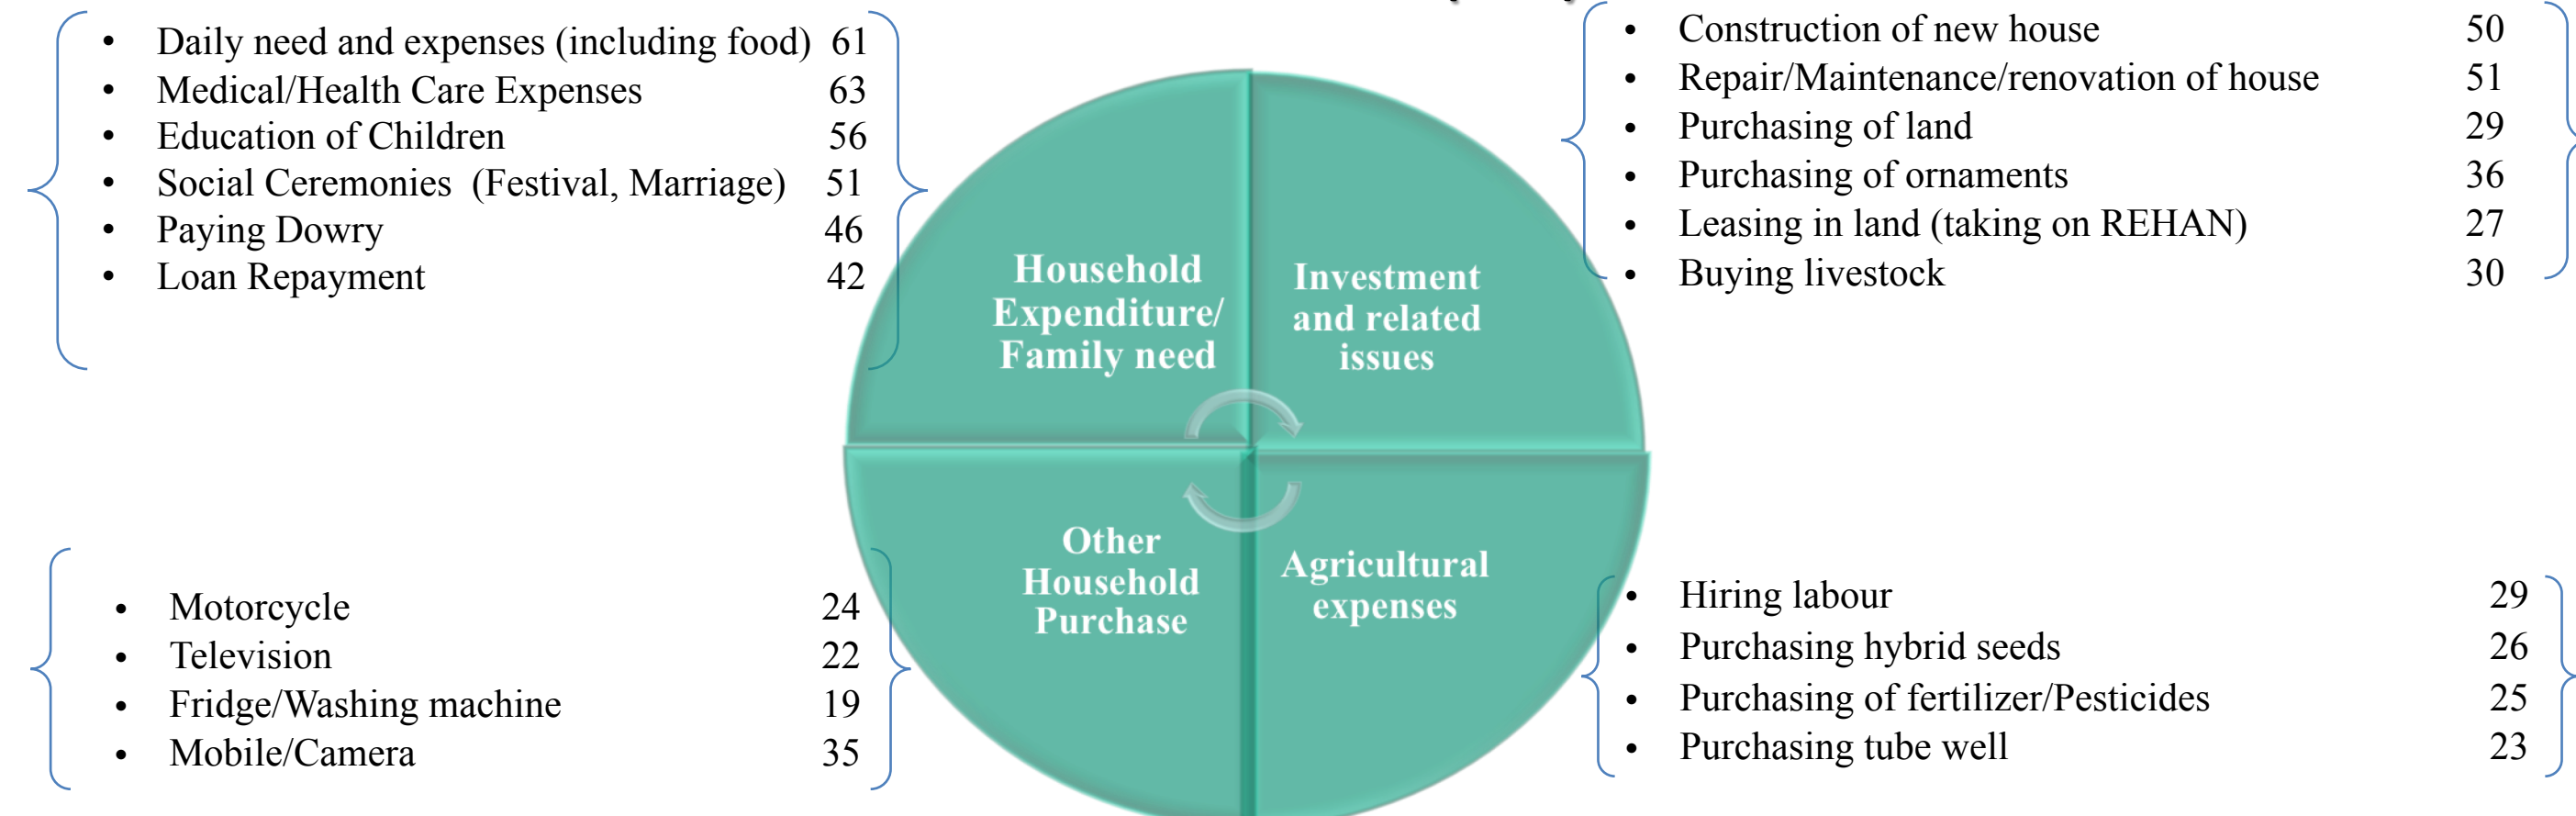 • Daily need and expenses (including food) 61
• Medical/Health Care Expenses 63
• Education of Children 56
• Social Ceremonies (Festival, Marriage) 51
• Paying Dowry 46
• Loan Repayment 42
• Construction of new house 50
• Repair/Maintenance/renovation of house 51
• Purchasing of land 29
• Purchasing of ornaments 36
• Leasing in land (taking on REHAN) 27
• Buying livestock 30
Household
Expenditure/
Family need
Investment
and related
issues
Other
Household
Purchase
Agricultural
expenses
• Motorcycle 24
• Television 22
• Fridge/Washing machine 19
• Mobile/Camera 35
• Hiring labour 29
• Purchasing hybrid seeds 26
• Purchasing of fertilizer/Pesticides 25
• Purchasing tube well 23